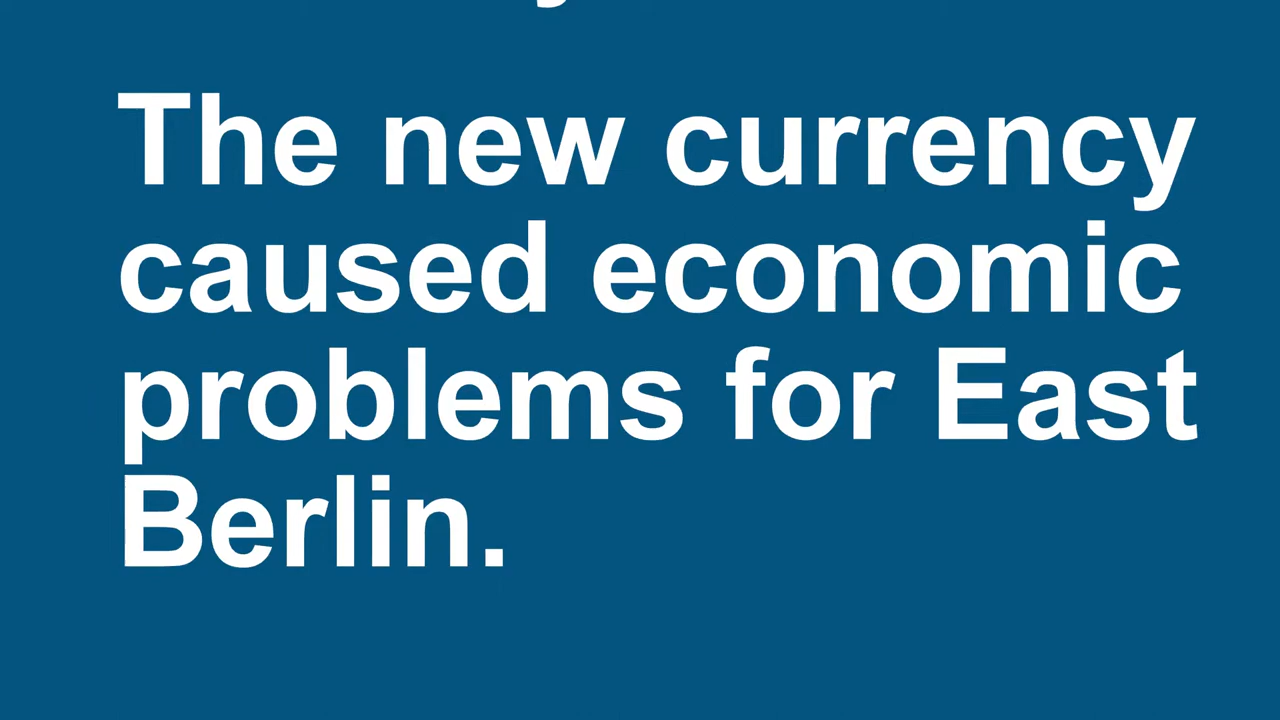 The new currency
caused economic
problems for East
Berlin.